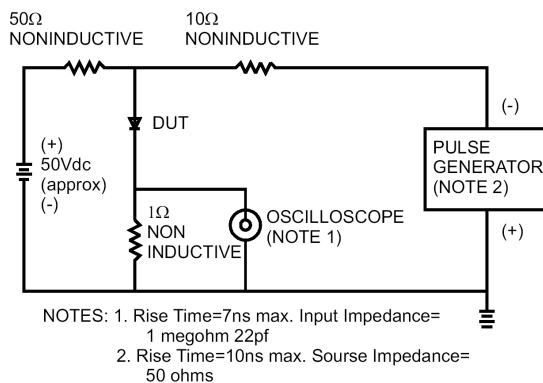 50Ω
NONINDUCTIVE
10Ω
NONINDUCTIVE
DUT
(+)
50Vdc
(approx)
(-)
1Ω
NON
INDUCTIVE
OSCILLOSCOPE
(NOTE 1)
(-)
PULSE
GENERATOR
(NOTE 2)
(+)
NOTES: 1. Rise Time=7ns max. Input Impedance=
1 megohm 22pf
2. Rise Time=10ns max. Sourse Impedance=
50 ohms